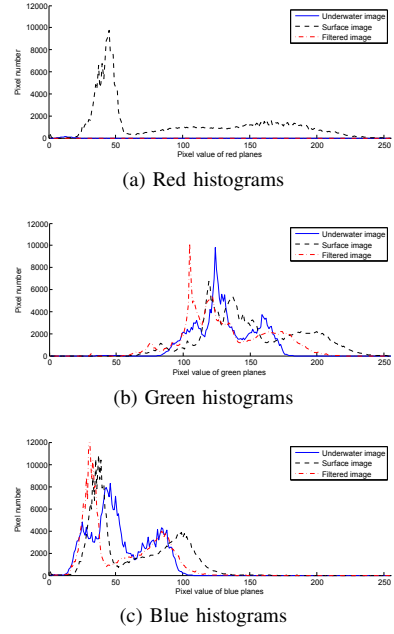 12000
10000
8000
6000
4000
2000
0
Pixel number
0 50 100 150 200 250
Pixel value of red planes
Underwater image
Surface image
Filtered image
(a) Red histograms
12000
10000
8000
6000
4000
2000
0
Pixel number
0 50 100 150 200 250
Pixel value of green planes
Underwater image
Surface image
Filtered image
(b) Green histograms
12000
10000
8000
6000
4000
2000
0
Pixel number
0 50 100 150 200 250
Pixel value of blue planes
Underwater image
Surface image
Filtered image
(c) Blue histograms